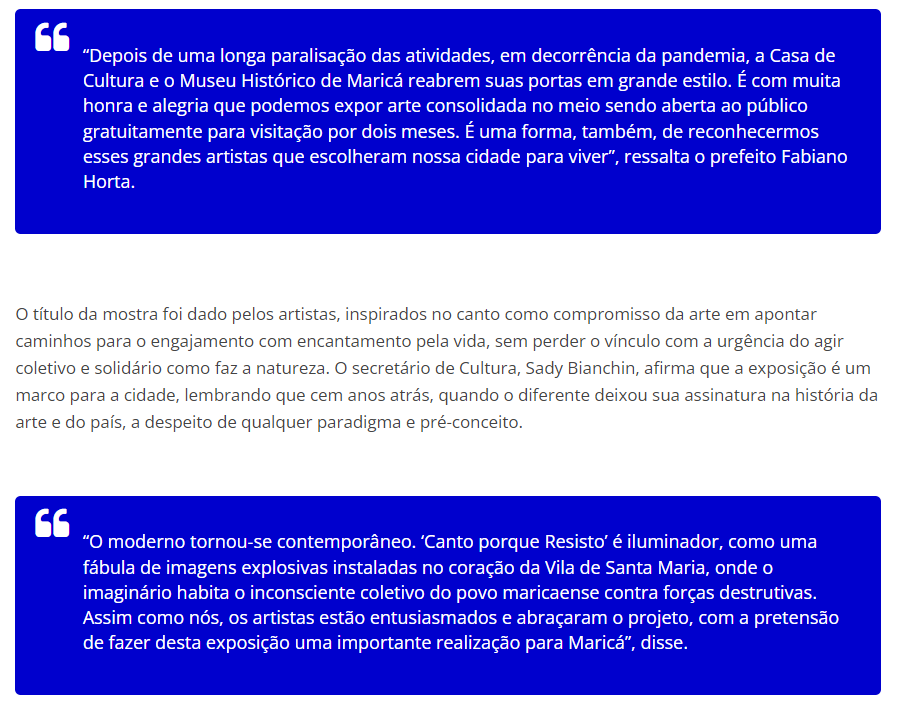 “Depois de uma longa paralisação das atividades, em decorrência da pandemia, a Casa de
Cultura e o Museu Histórico de Maricá reabrem suas portas em grande estilo. É com muita
honra e alegria que podemos expor arte consolidada no meio sendo aberta ao público
gratuitamente para visitação por dois meses. É uma forma, também, de reconhecermos
esses grandes artistas que escolheram nossa cidade para viver”, ressalta o prefeito Fabiano
Horta.
O título da mostra foi dado pelos artistas, inspirados no canto como compromisso da arte em apontar
caminhos para o engajamento com encantamento pela vida, sem perder o vínculo com a urgência do agir
coletivo e solidário como faz a natureza. O secretário de Cultura, Sady Bianchin, afirma que a exposição é um
marco para a cidade, lembrando que cem anos atrás, quando o diferente deixou sua assinatura na história da
arte e do país, a despeito de qualquer paradigma e pré-conceito.
“O moderno tornou-se contemporâneo. ‘Canto porque Resisto’ é iluminador, como uma
fábula de imagens explosivas instaladas no coração da Vila de Santa Maria, onde o
imaginário habita o inconsciente coletivo do povo maricaense contra forças destrutivas.
Assim como nós, os artistas estão entusiasmados e abraçaram o projeto, com a pretensão
de fazer desta exposição uma importante realização para Maricá”, disse.